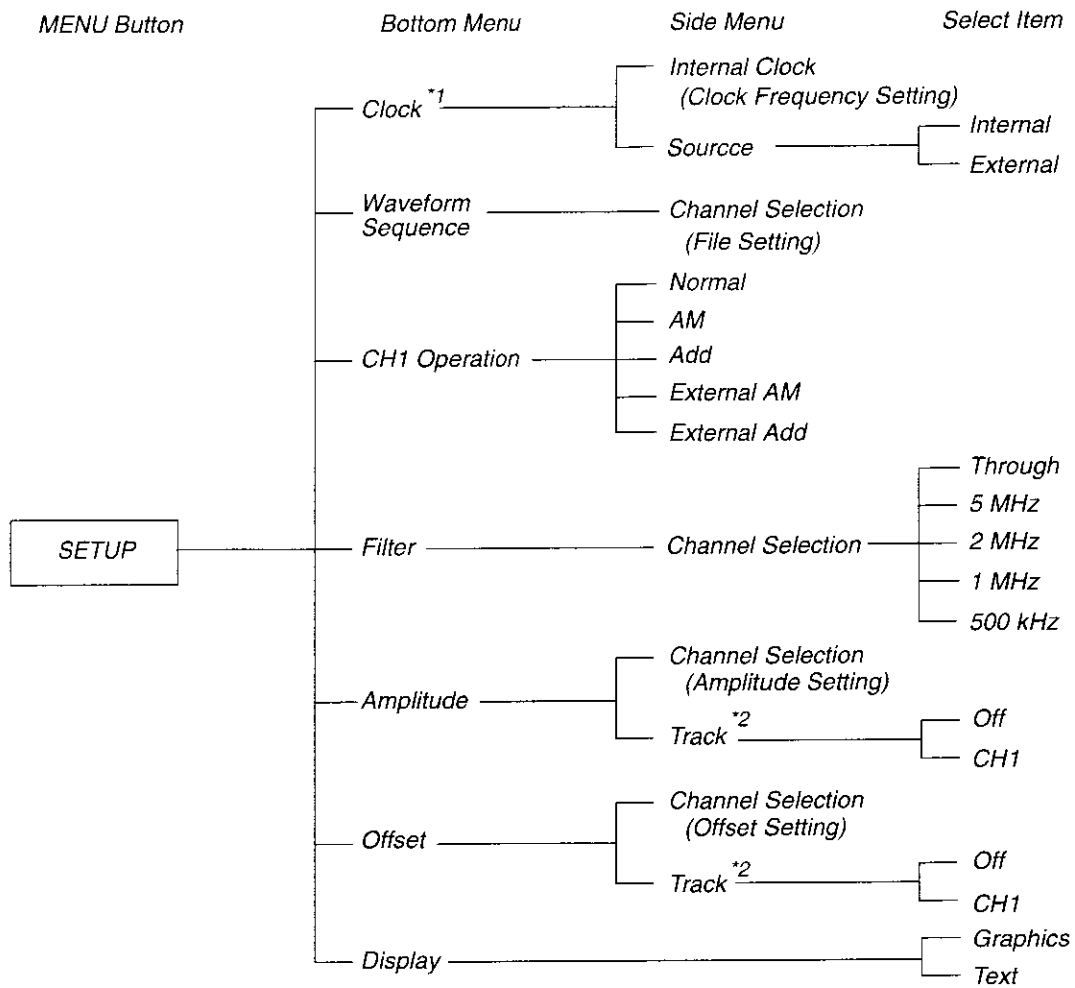 MENU Button Bottom Menu Side Menu Select Item
Internal Clock
(Clock Frequency Setting)
Clock *1
Sourcce
Internal
External
Waveform
Sequence
Channel Selection
(File Setting)
Normal
AM
CH1 Operation
Add
External AM
External Add
SETUP
Filter
Channel Selection
Through
5 MHz
2 MHz
1 MHz
500 kHz
Amplitude
Channel Selection
(Amplitude Setting)
Track *2
Off
CH1
Offset
Channel Selection
(Offset Setting)
Track *2
Off
CH1
Display
Graphics
Text